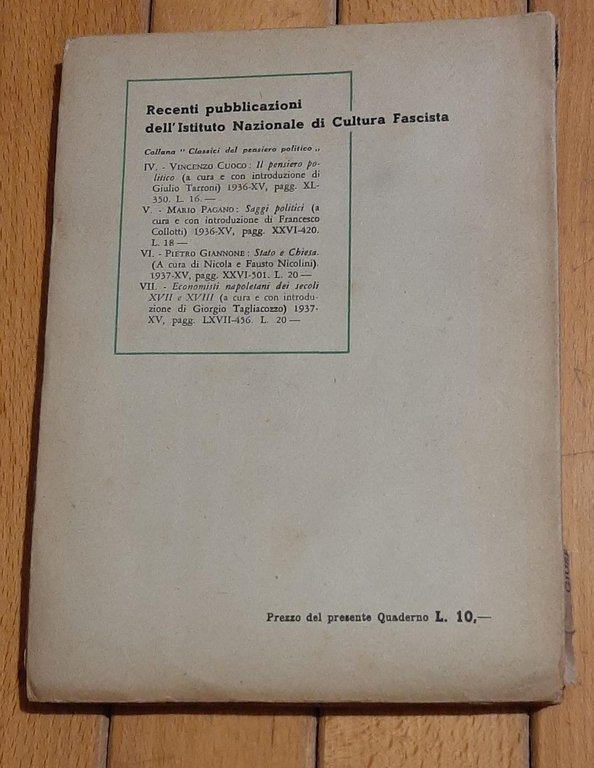 Recenti pubblicazioni
dell'Istituto Nazionale di Cultura Fascista
Collana " Classici del pensiero politico „
IV. - VINCENZO CUOCO: Il pensiero po-
litico (a cura e con introduzione di
Giulio Tarroni) 1936-XV, pagg. XL-
350. L. 16. —
V. - MARIO PAGANO: Saggi politici (a
cura e con introduzione di Francesco
Collotti) 1936-XV, pagg. XXVI-420.
L. 18 —
VI. - PIETRO GIANNONE: Stato e Chiesa.
(A cura di Nicola e Fausto Nicolini).
1937-XV, pagg. XXVI-501. L. 20 —
VII. - Economisti napoletani dei secoli
XVII e XVIII (a cura e con introdu-
zione di Giorgio Tagliacozzo) 1937-
XV, pagg. LXVII-456. L. 20 —
Prezzo del presente Quaderno L. 10,—